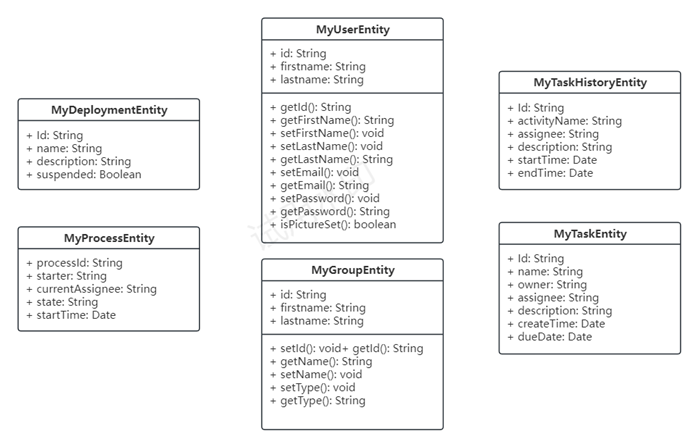 MyUserEntity
+ id: String
+ firstname: String
+ lastname: String
+ getId(): String
+ getFirstName(): String
+ setFirstName(): void
+ setLastName(): void
+ getLastName(): String
+ setEmail(): void
+ getEmail(): String
+ setPassword(): void
+ getPassword(): String
+ isPictureSet(): boolean
MyDeploymentEntity
+ Id: String
+ name: String
+ description: String
+ suspended: Boolean
MyProcessEntity
+ processId: String
+ starter: String
+ currentAssignee: String
+ state: String
+ startTime: Date
MyGroupEntity
+ id: String
+ firstname: String
+ lastname: String
+ setId(): void+ getId(): String
+ getName(): String
+ setName(): void
+ setType(): void
+ getType(): String
MyTaskHistoryEntity
+ Id: String
+ activityName: String
+ assignee: String
+ description: String
+ startTime: Date
+ endTime: Date
MyTaskEntity
+ Id: String
+ name: String
+ owner: String
+ assignee: String
+ description: String
+ createTime: Date
+ dueDate: Date